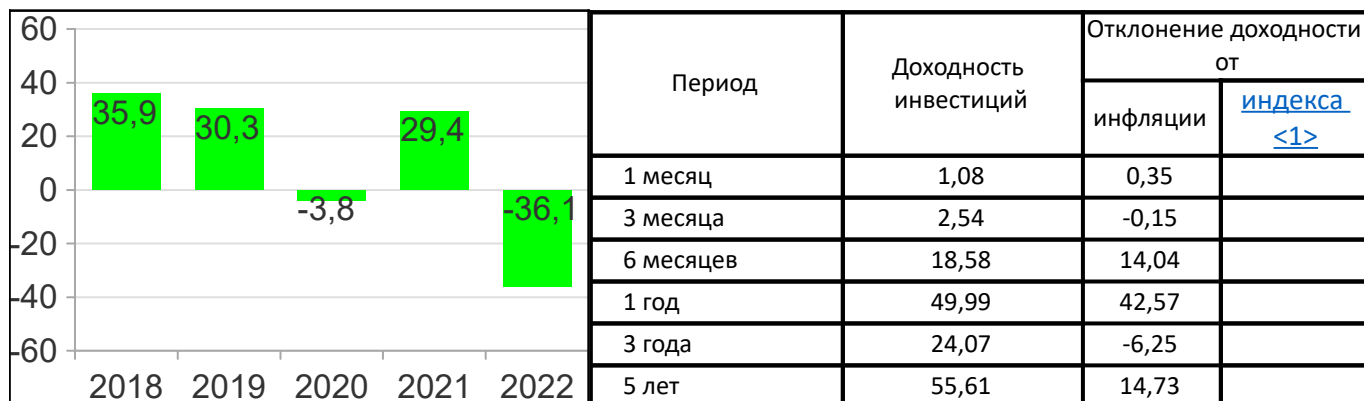 60
40
20
0
-20
-40
-60
35,9
30,3
-3,8
29,4
-36,1
2018 2019 2020 2021 2022
Период
Доходность
инвестиций
Отклонение доходности
от
инфляции
индекса
<1>
1 месяц 1,08 0,35
3 месяца 2,54 -0,15
6 месяцев 18,58 14,04
1 год 49,99 42,57
3 года 24,07 -6,25
5 лет 55,61 14,73